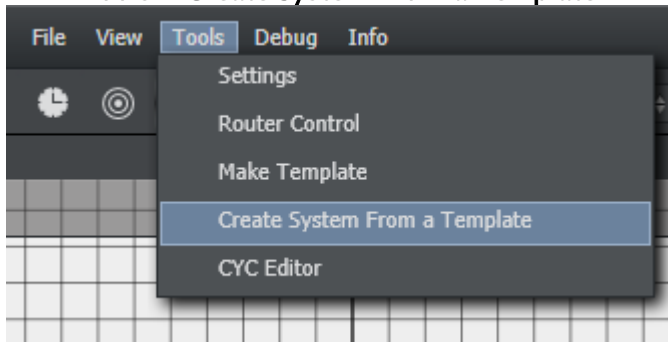 File View Tools Debug Info
Settings
Router Control
Make Template
Create System From a Template
CYC Editor